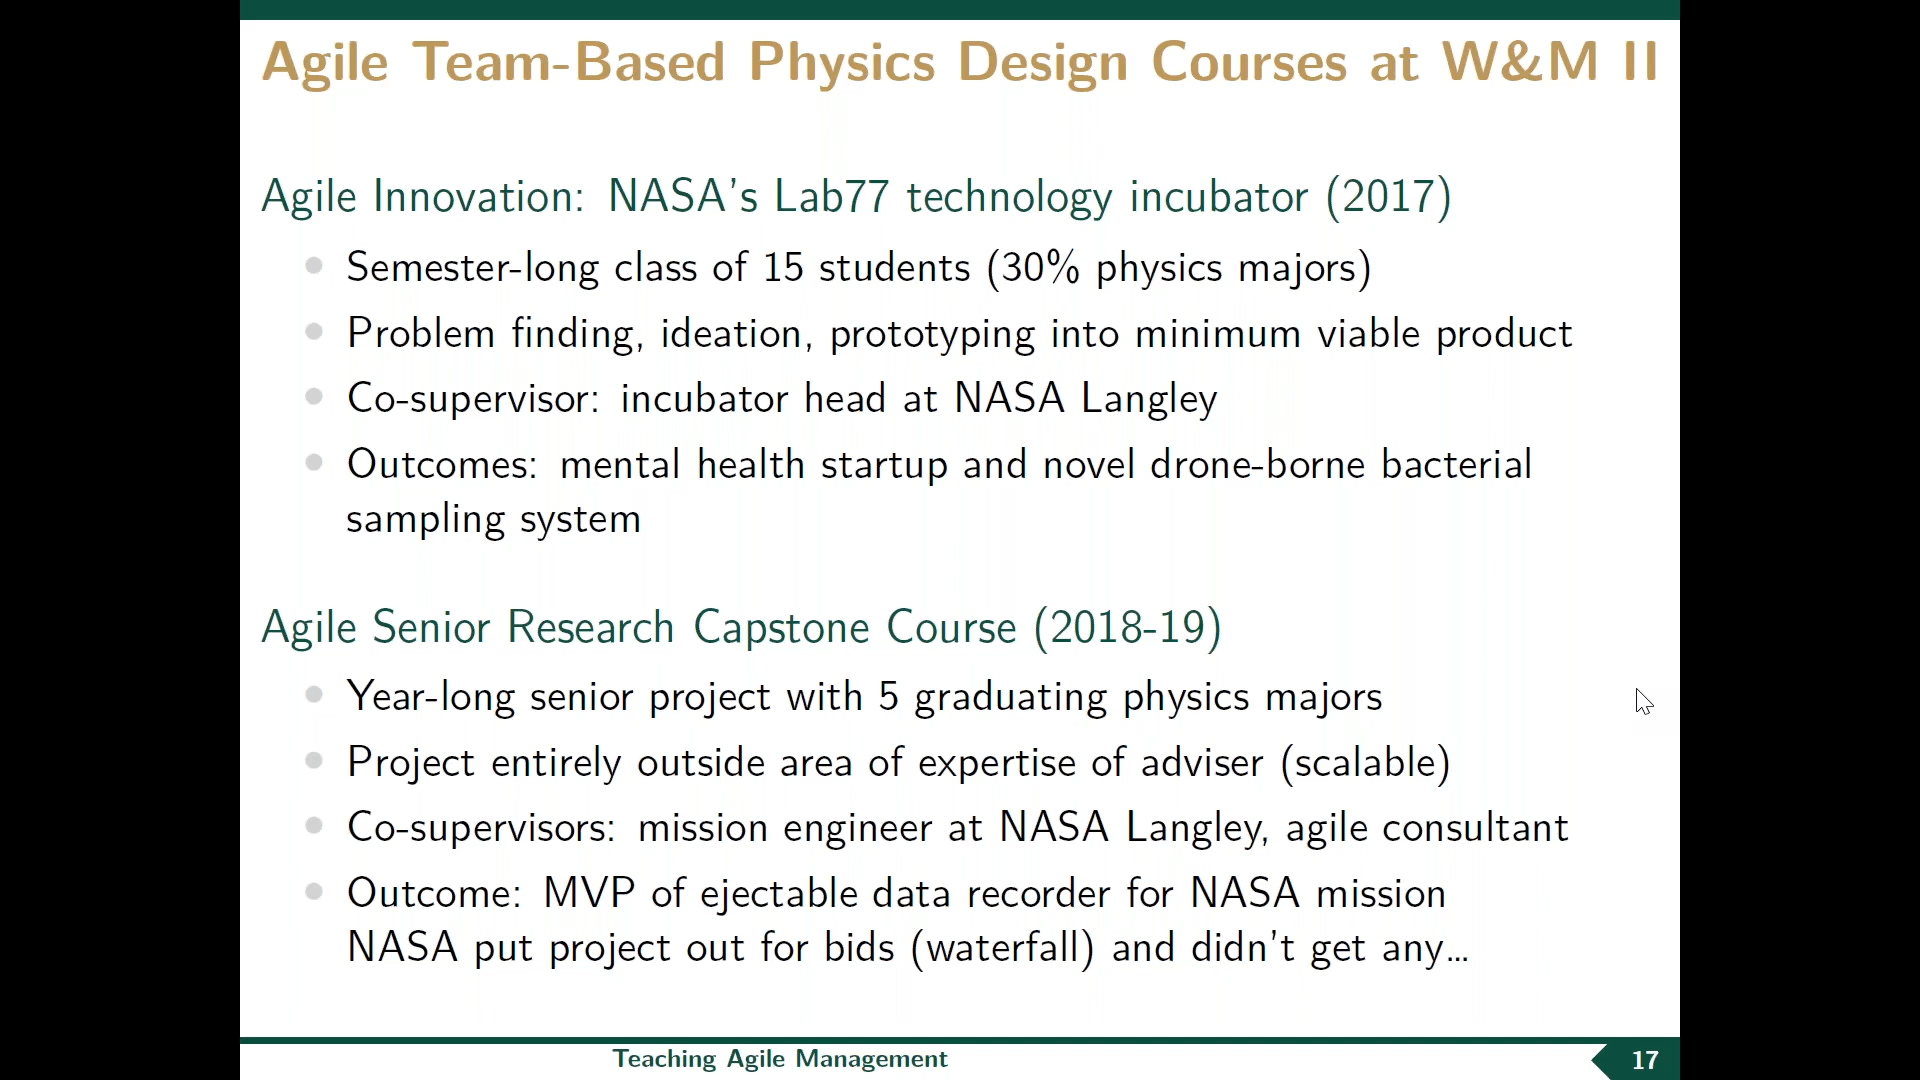 Agile Team-Based Physics Design Courses at W&M II
Agile Innovation: NASA's Lab77 technology incubator (2017)
Semester-long class of 15 students (30% physics majors)
Problem finding, ideation, prototyping into minimum viable product
Co-supervisor: incubator head at NASA Langley
Outcomes: mental health startup and novel drone-borne bacterial
sampling system
Agile Senior Research Capstone Course (2018-19)
Year-long senior project with 5 graduating physics majors
Project entirely outside area of expertise of adviser (scalable)
Co-supervisors: mission engineer at NASA Langley, agile consultant
Outcome: MVP of ejectable data recorder for NASA mission
NASA put project out for bids (waterfall) and didn't get any…
Teaching Agile Management
17